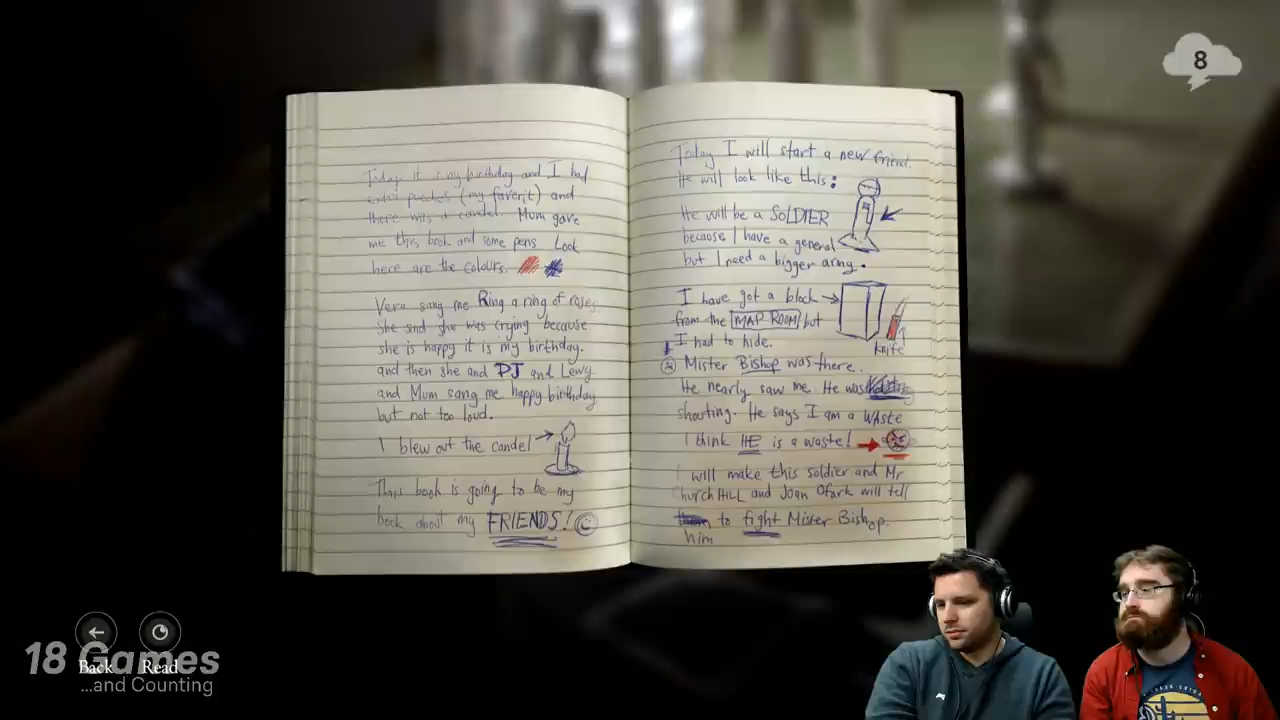 8
Today it is my birthday and I had
extra peeches (my faverit) and
there was a candel. Mum gave
me this book and some pens Look
here are the colours.
Vera sang me Ring a ring of roses.
She said she was crying because
she is happy it is my birthday.
and then she and DJ and Lewy
and Mum sang me happy birthday
but not too loud.
I blew out the candel
This book is going to be my
book about my FRIENDS!
Today I will start a new friend.
He will look like this:
He will be a SOLDIER
because I have a general
but I need a bigger army.
I have got a block
from the MAP ROOM but
I had to hide.
knife
Mister Bishop was there.
He nearly saw me. He was
shouting. He says I am a WASTE
I think HE is a waste!
I will make this soldier and Mr
Church HILL and Joan Ofark will tell
him to fight Mister Bishop.
Back
Read
18 Games
...and Counting